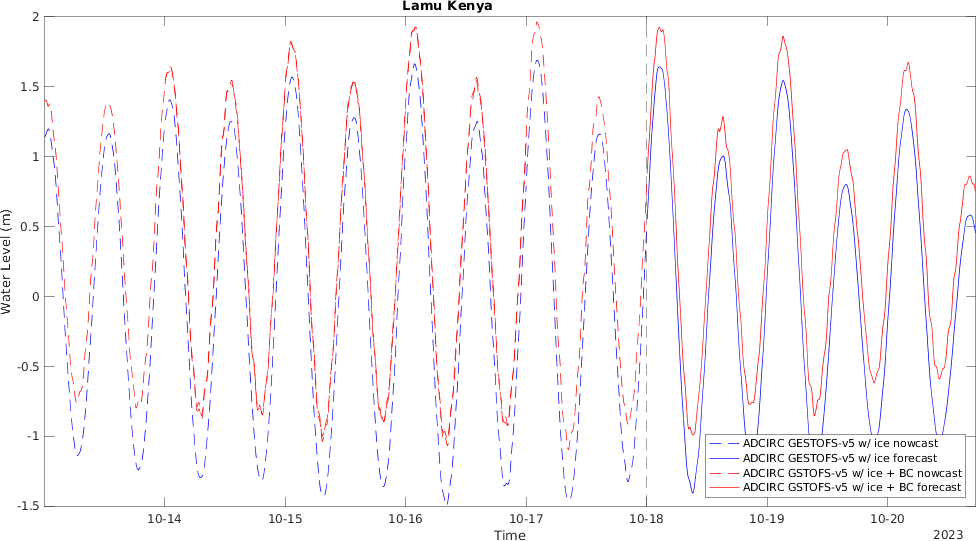 Lamu Kenya
2
1.5
1
0.5
0
-0.5
-1
-1.5
Water Level (m)
10-14 10-15 10-16 10-17 10-18 10-19 10-20
Time
2023
ADCIRC GESTOFS-v5 w/ ice nowcast
ADCIRC GESTOFS-v5 w/ ice forecast
ADCIRC GSTOFS-v5 w/ ice + BC nowcast
ADCIRC GSTOFS-v5 w/ ice + BC forecast